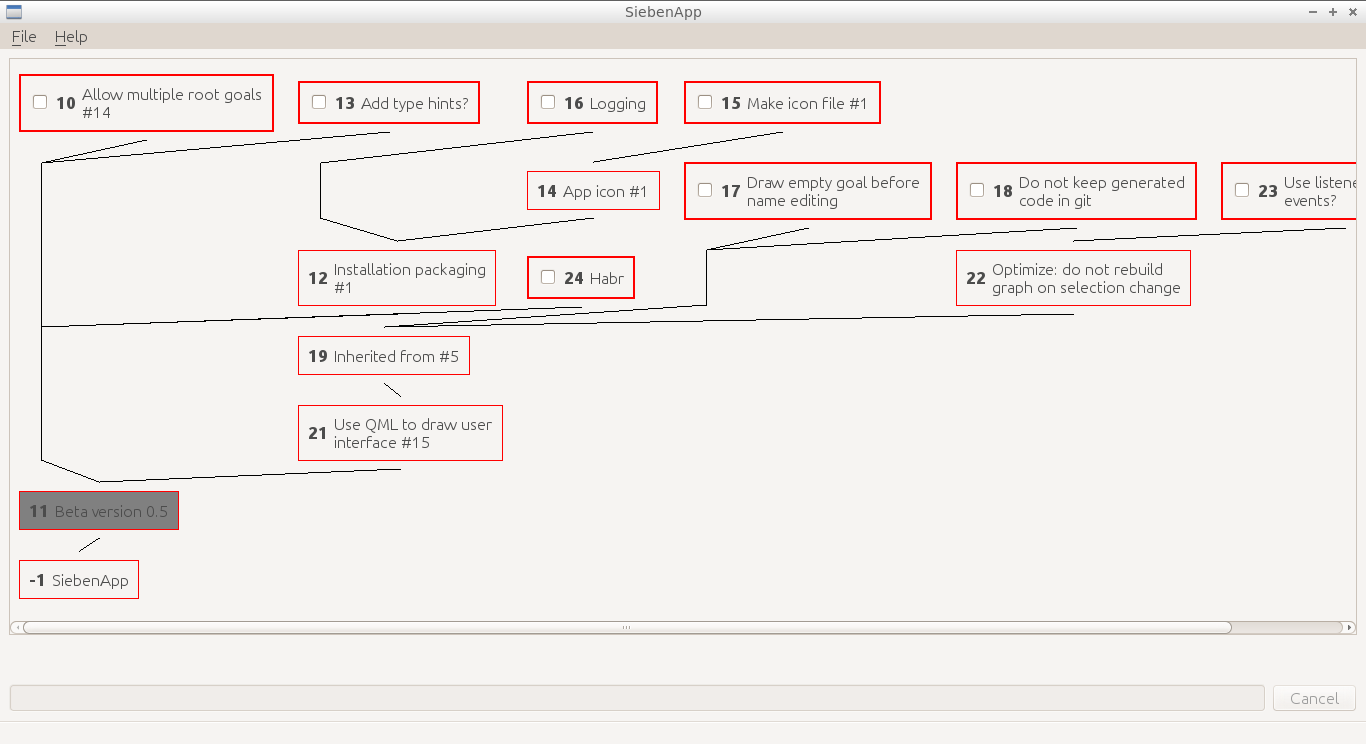 SiebenApp
File Help
10 Allow multiple root goals
#14
13 Add type hints?
16 Logging
15 Make icon file #1
14 App icon #1
17 Draw empty goal before
name editing
18 Do not keep generated
code in git
23 Use listene
events?
12 Installation packaging
#1
24 Habr
22 Optimize: do not rebuild
graph on selection change
19 Inherited from #5
21 Use QML to draw user
interface #15
11 Beta version 0.5
-1 SiebenApp
Cancel